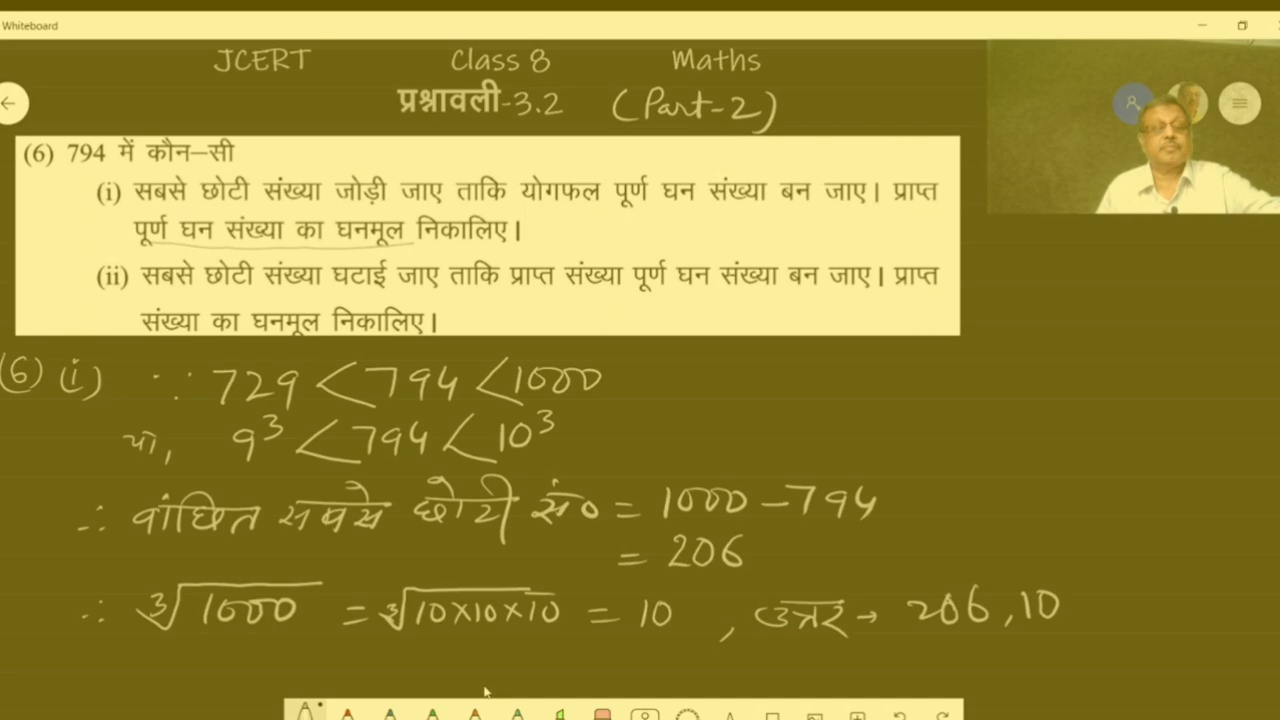 Whiteboard
JCERT Class 8 Maths
प्रश्नावली-3.2 (Part-2)
(6) 794 में कौन–सी
(i) सबसे छोटी संख्या जोड़ी जाए ताकि योगफल पूर्ण घन संख्या बन जाए। प्राप्त
पूर्ण घन संख्या का घनमूल निकालिए।
(ii) सबसे छोटी संख्या घटाई जाए ताकि प्राप्त संख्या पूर्ण घन संख्या बन जाए। प्राप्त
संख्या का घनमूल निकालिए।
(6) (i) ∵ 729 < 794 < 1000
या, 9³ < 794 < 10³
∴ वांछित सबसे छोटी सं० = 1000 – 794
= 206
∴ ∛1000 = ∛10×10×10 = 10 , उत्तर → 206, 10